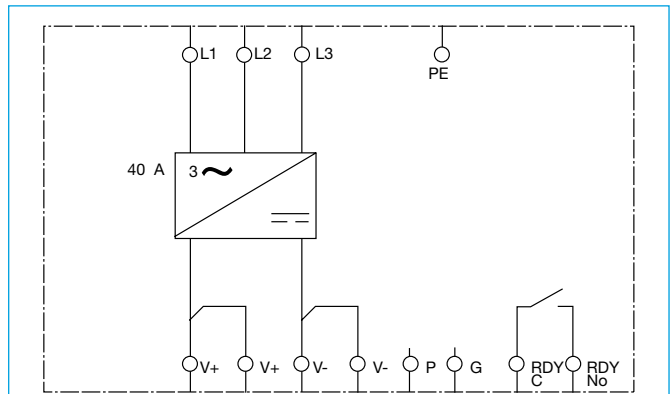 L1 L2 L3
PE
40 A 3
V+ V+ V- V- P G RDY RDY
C No